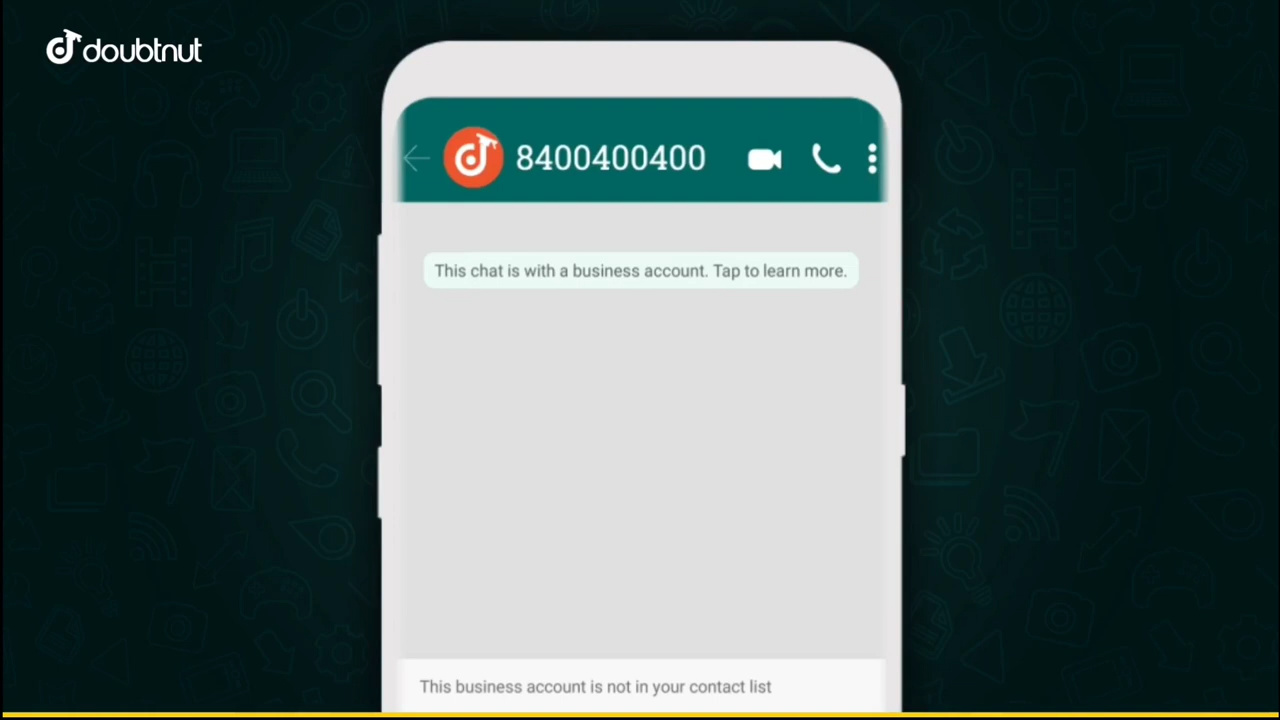 doubtnut
8400400400
This chat is with a business account. Tap to learn more.
This business account is not in your contact list